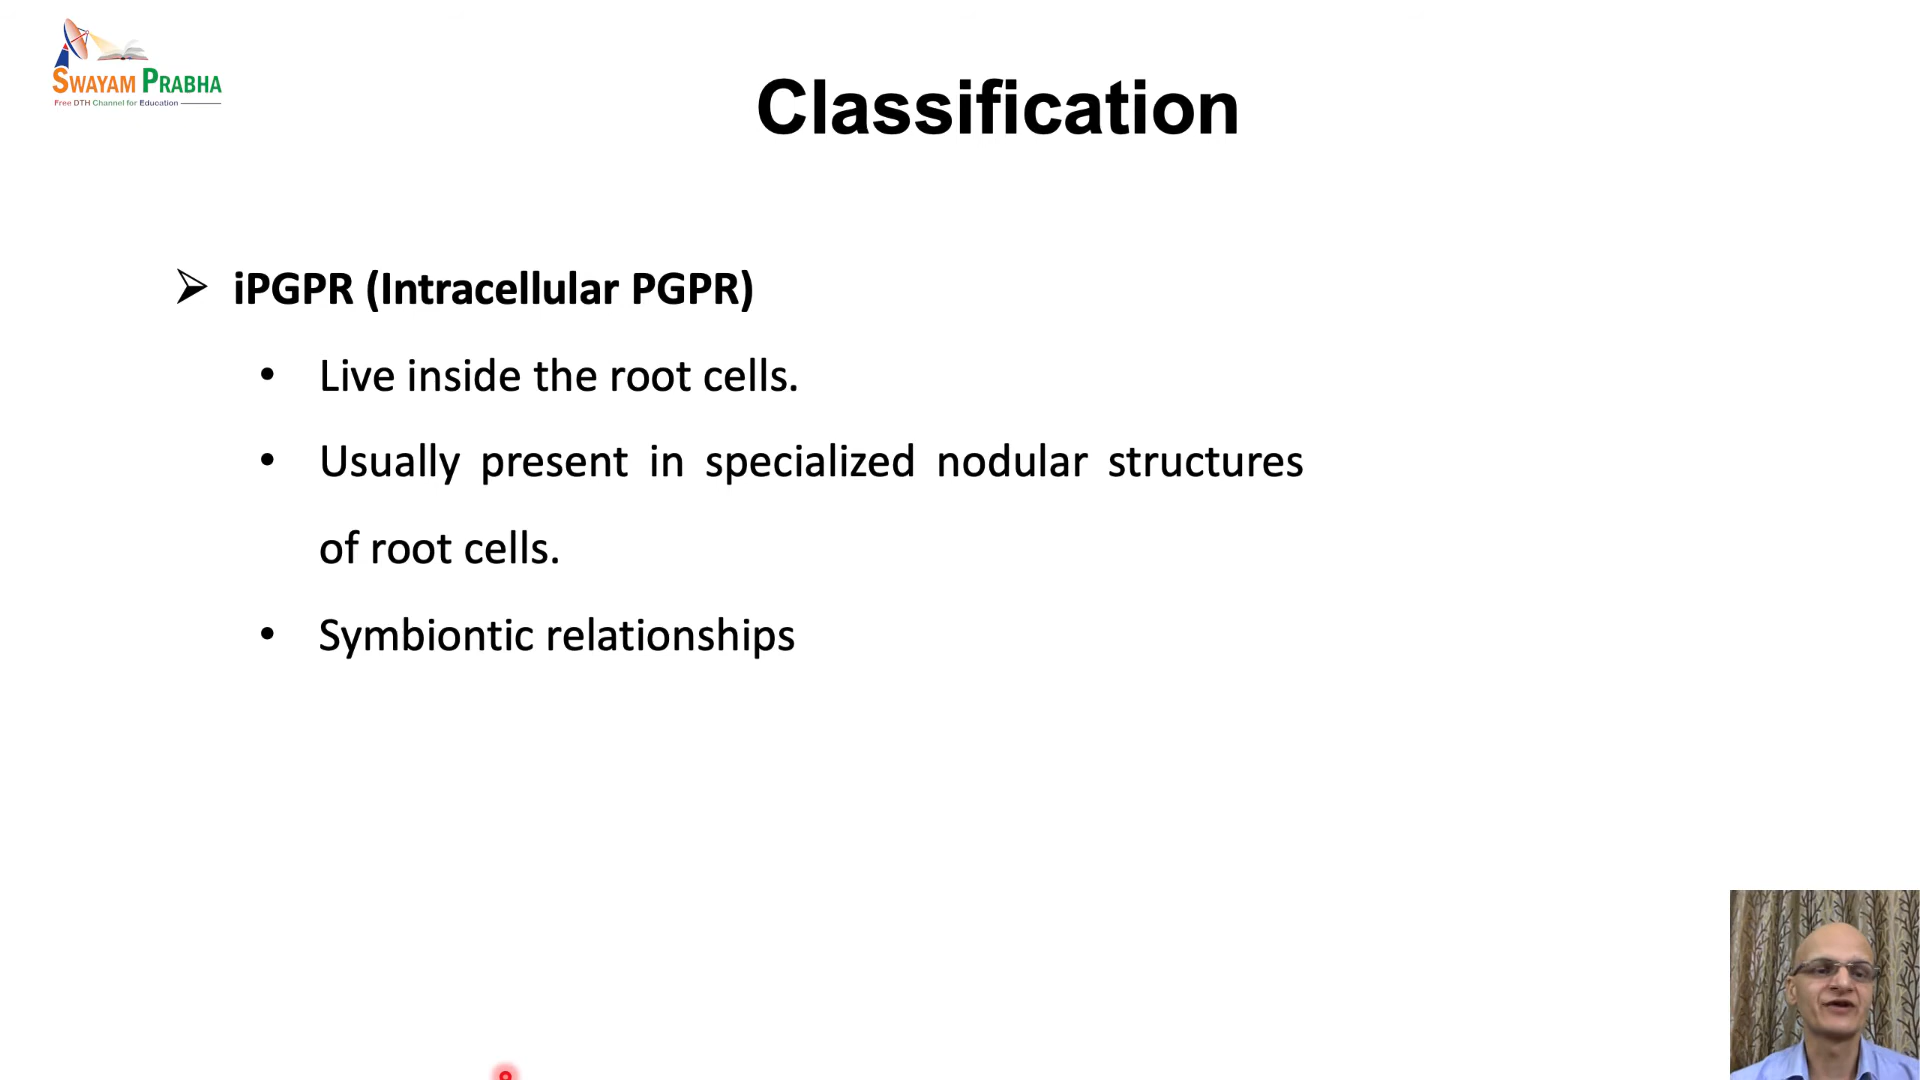 SWAYAM PRABHA
Free DTH Channel for Education
Classification
iPGPR (Intracellular PGPR)
• Live inside the root cells.
• Usually present in specialized nodular structures
of root cells.
• Symbiontic relationships